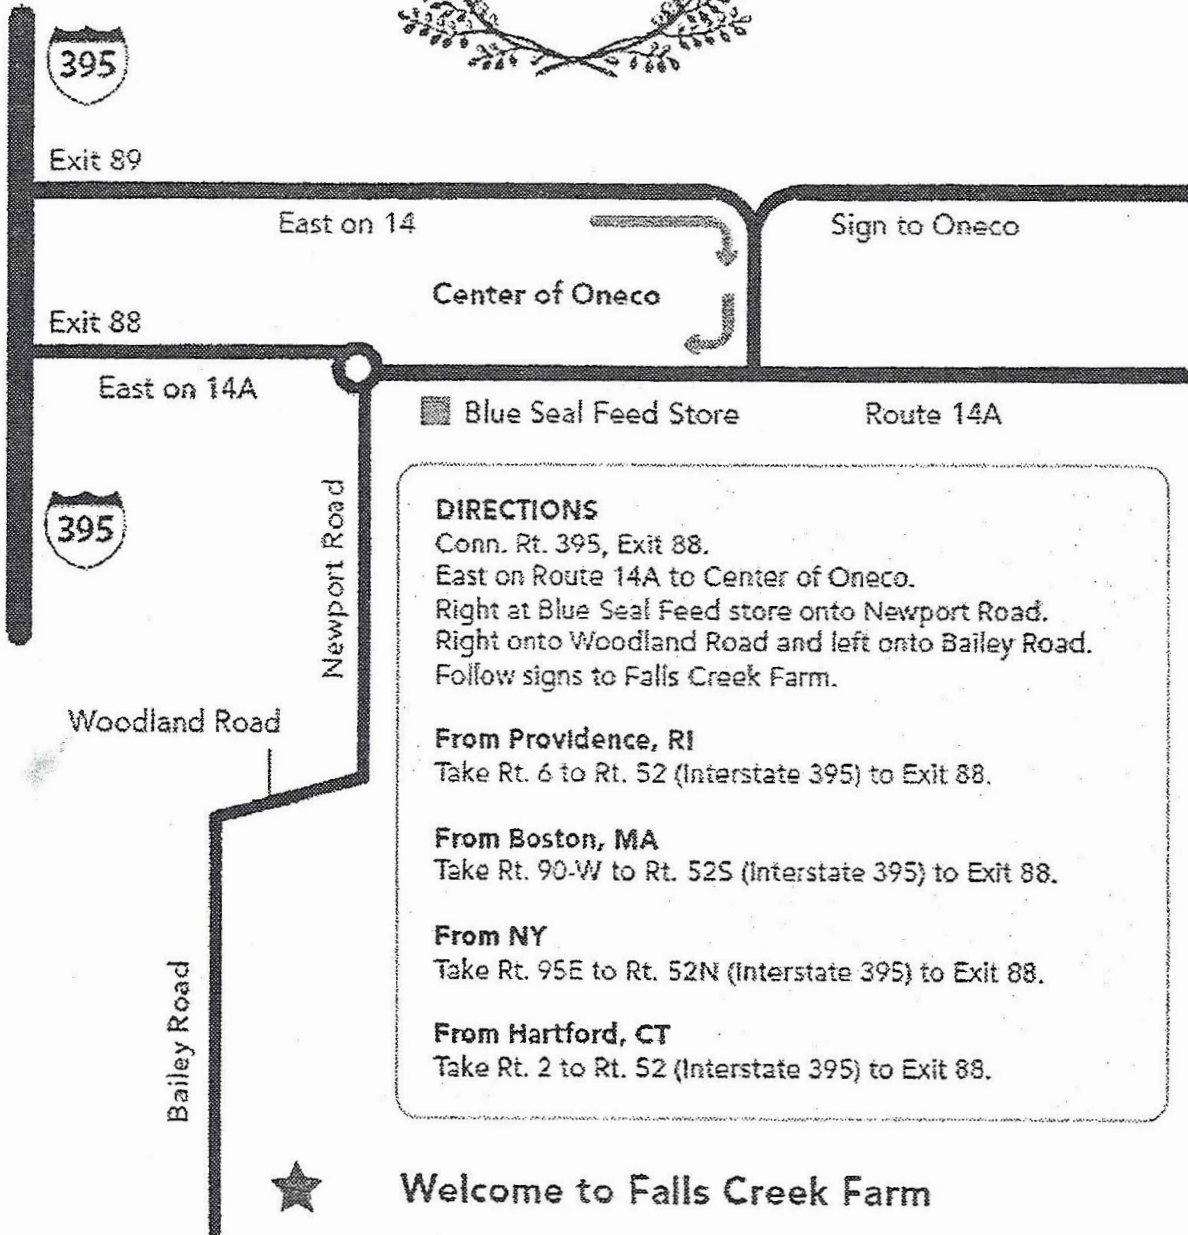 395
Exit 89
East on 14
Sign to Oneco
Center of Oneco
Exit 88
East on 14A
Blue Seal Feed Store
Route 14A
395
Newport Road
Woodland Road
Bailey Road
DIRECTIONS
Conn. Rt. 395, Exit 88.
East on Route 14A to Center of Oneco.
Right at Blue Seal Feed store onto Newport Road.
Right onto Woodland Road and left onto Bailey Road.
Follow signs to Falls Creek Farm.
From Providence, RI
Take Rt. 6 to Rt. 52 (Interstate 395) to Exit 88.
From Boston, MA
Take Rt. 90-W to Rt. 52S (Interstate 395) to Exit 88.
From NY
Take Rt. 95E to Rt. 52N (Interstate 395) to Exit 88.
From Hartford, CT
Take Rt. 2 to Rt. 52 (Interstate 395) to Exit 88.
Welcome to Falls Creek Farm